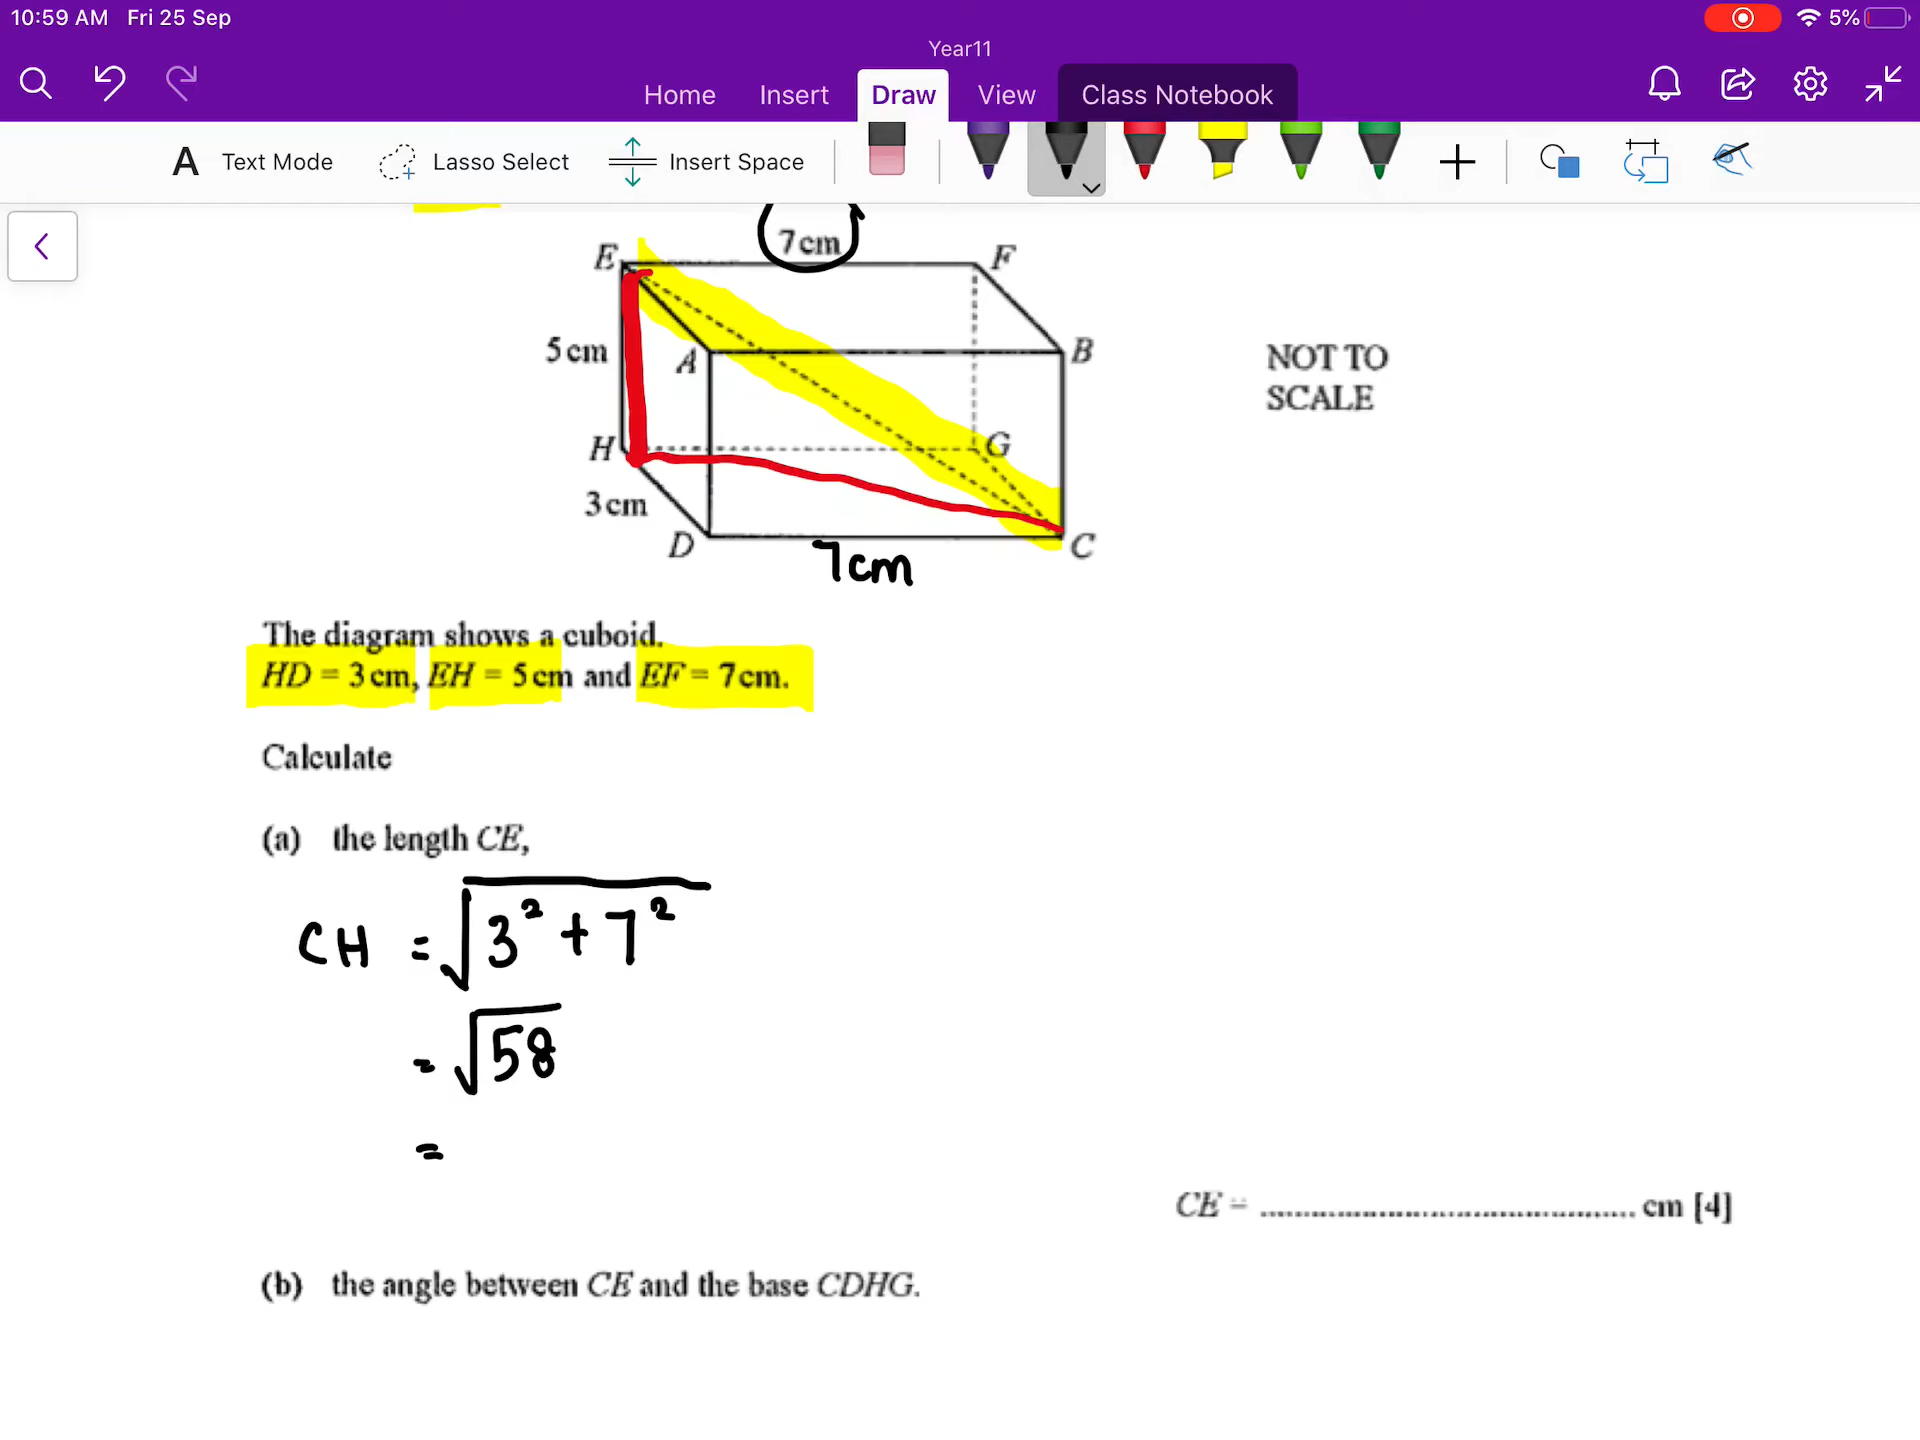 10:59 AM Fri 25 Sep
5%
Year11
Home Insert Draw View Class Notebook
A Text Mode Lasso Select Insert Space
7cm
E
F
5cm
A
B
NOT TO
SCALE
H
G
3cm
D
C
7cm
The diagram shows a cuboid.
HD = 3cm, EH = 5cm and EF = 7cm.
Calculate
(a) the length CE,
CH = √3² + 7²
= √58
=
CE = ........................................ cm [4]
(b) the angle between CE and the base CDHG.